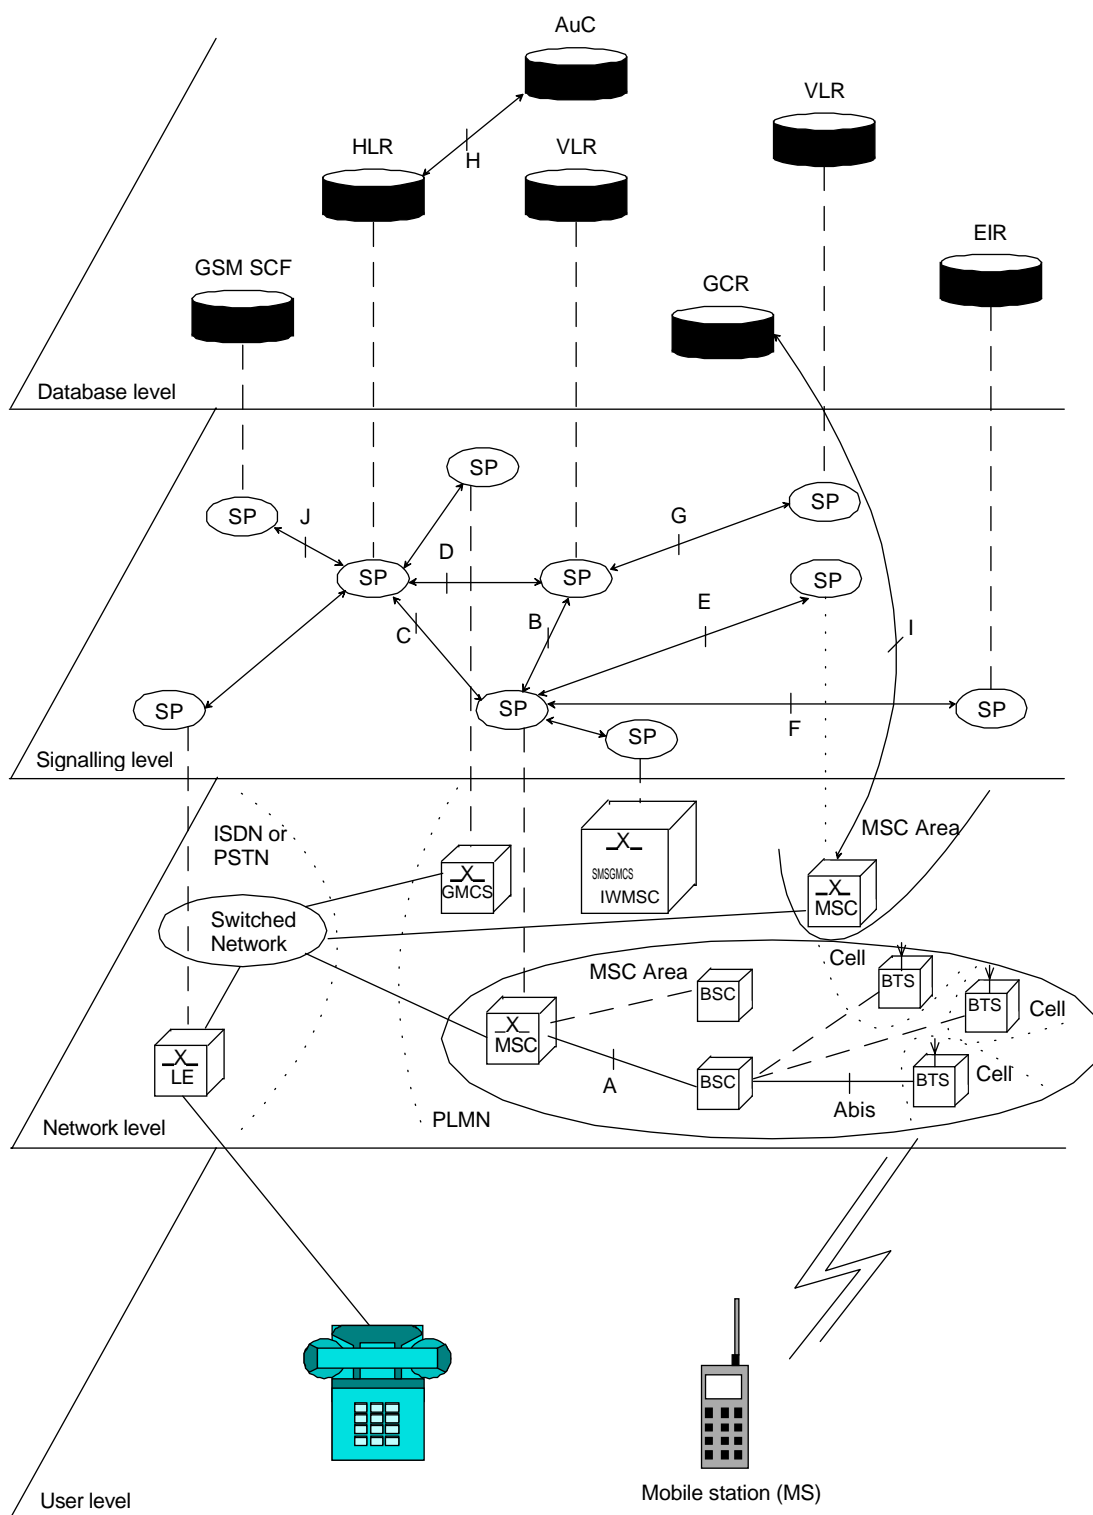 AuC
VLR
HLR
H
VLR
EIR
GSM SCF
GCR
Database level
SP
SP
J
G
SP
D
SP
SP
SP
E
B
C
I
SP
SP
SP
F
SP
Signalling level
ISDN or
PSTN
MSC Area
GMCS
SMSGMCS
IWMSC
MSC
Switched
Network
Cell
MSC Area
BSC
BTS
BTS
Cell
MSC
LE
A
BSC
BTS
Cell
Abis
PLMN
Network level
Mobile station (MS)
User level